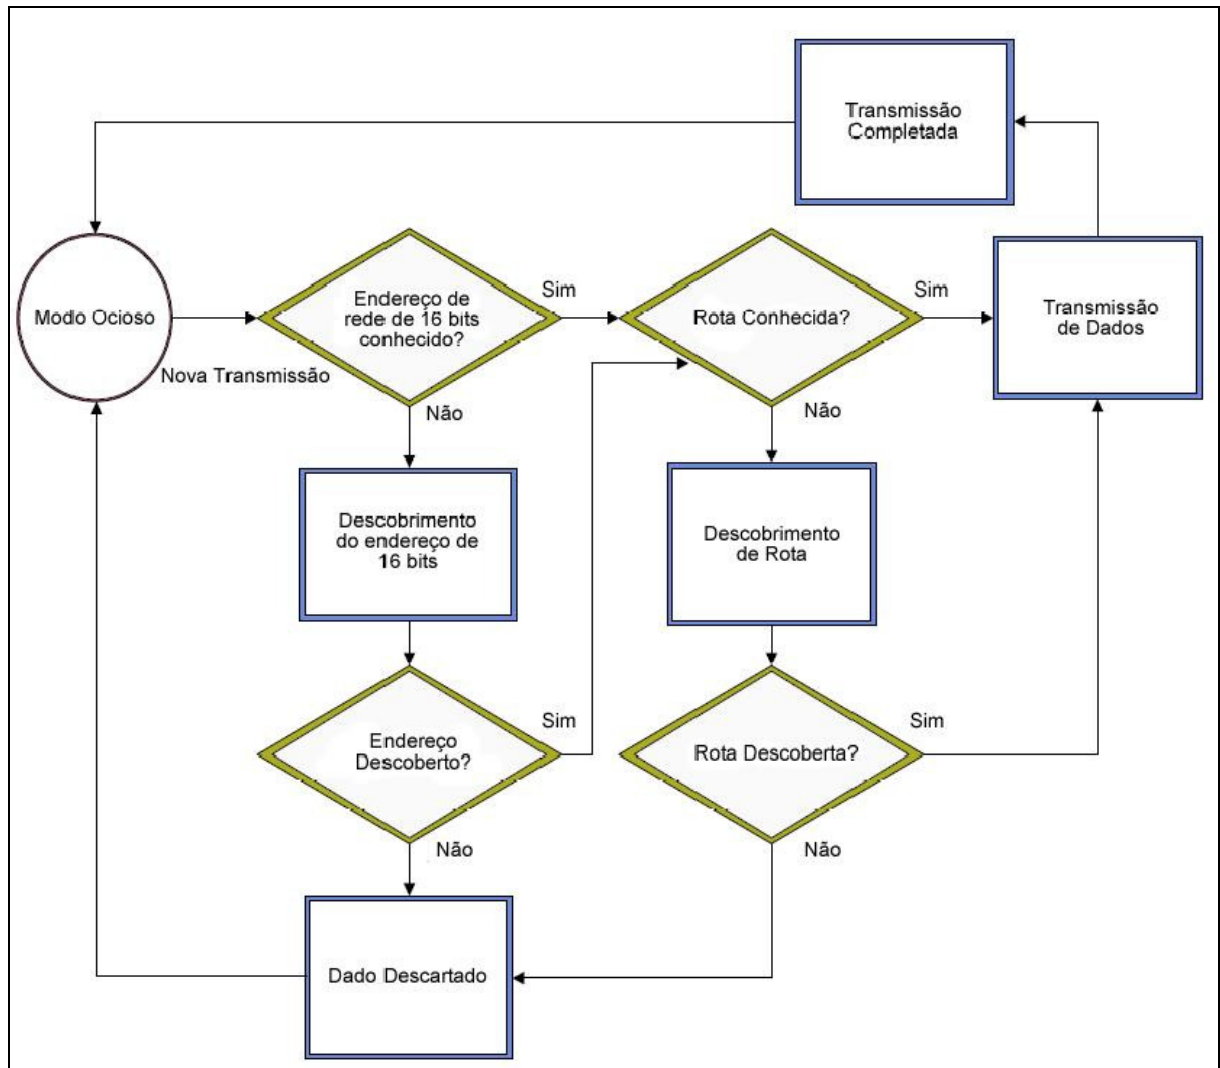 Transmissão
Completada
Modo Ocioso
Nova Transmissão
Endereço de
rede de 16 bits
conhecido?
Sim
Rota Conhecida?
Sim
Transmissão
de Dados
Não
Não
Descobrimento
do endereço de
16 bits
Descobrimento
de Rota
Endereço
Descoberto?
Sim
Rota Descoberta?
Sim
Não
Não
Dado Descartado